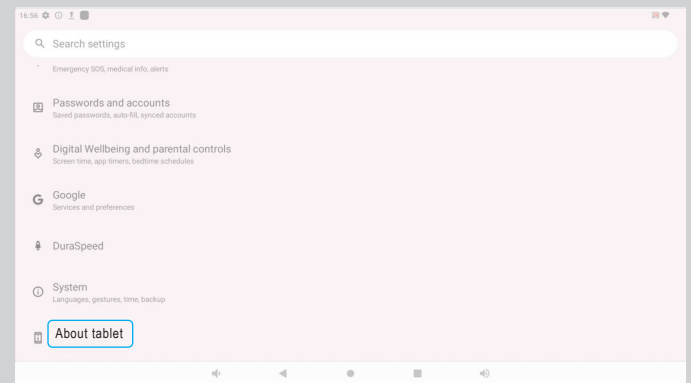 16:56
Search settings
Emergency SOS, medical info, alerts
Passwords and accounts
Saved passwords, auto-fill, synced accounts
Digital Wellbeing and parental controls
Screen time, app timers, bedtime schedules
Google
Services and preferences
DuraSpeed
System
Languages, gestures, time, backup
About tablet